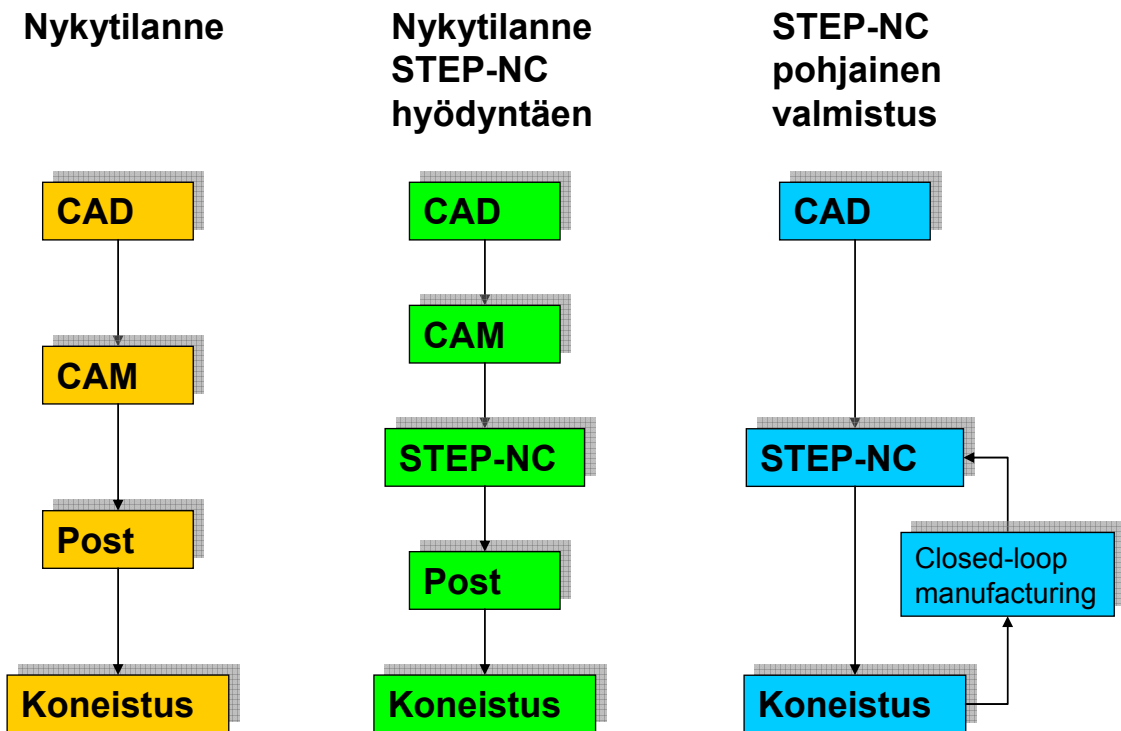 Nykytilanne
Nykytilanne
STEP-NC
hyödyntäen
STEP-NC
pohjainen
valmistus
CAD
CAM
Post
Koneistus
CAD
CAM
STEP-NC
Post
Koneistus
CAD
STEP-NC
Closed-loop
manufacturing
Koneistus